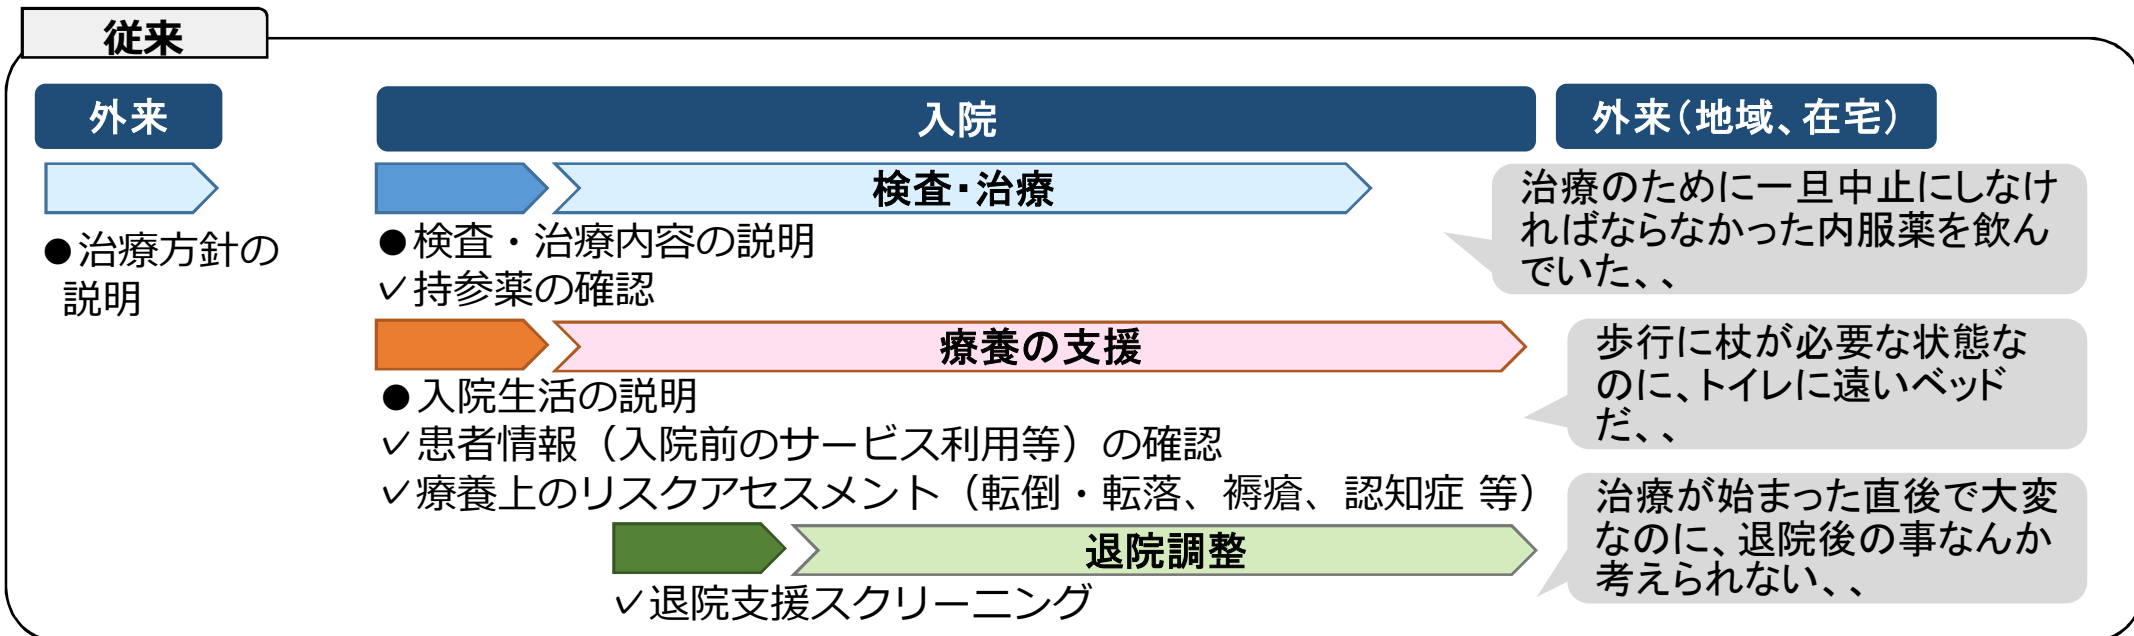 従来
外来
入院
外来（地域、在宅）
検査・治療
●治療方針の
説明
●検査・治療内容の説明
✓持参薬の確認
治療のために一旦中止にしなけ
ればならなかった内服薬を飲ん
でいた、、
療養の支援
●入院生活の説明
✓患者情報（入院前のサービス利用等）の確認
✓療養上のリスクアセスメント（転倒・転落、褥瘡、認知症 等）
歩行に杖が必要な状態な
のに、トイレに遠いベッド
だ、、
退院調整
✓退院支援スクリーニング
治療が始まった直後で大変
なのに、退院後の事なんか
考えられない、、